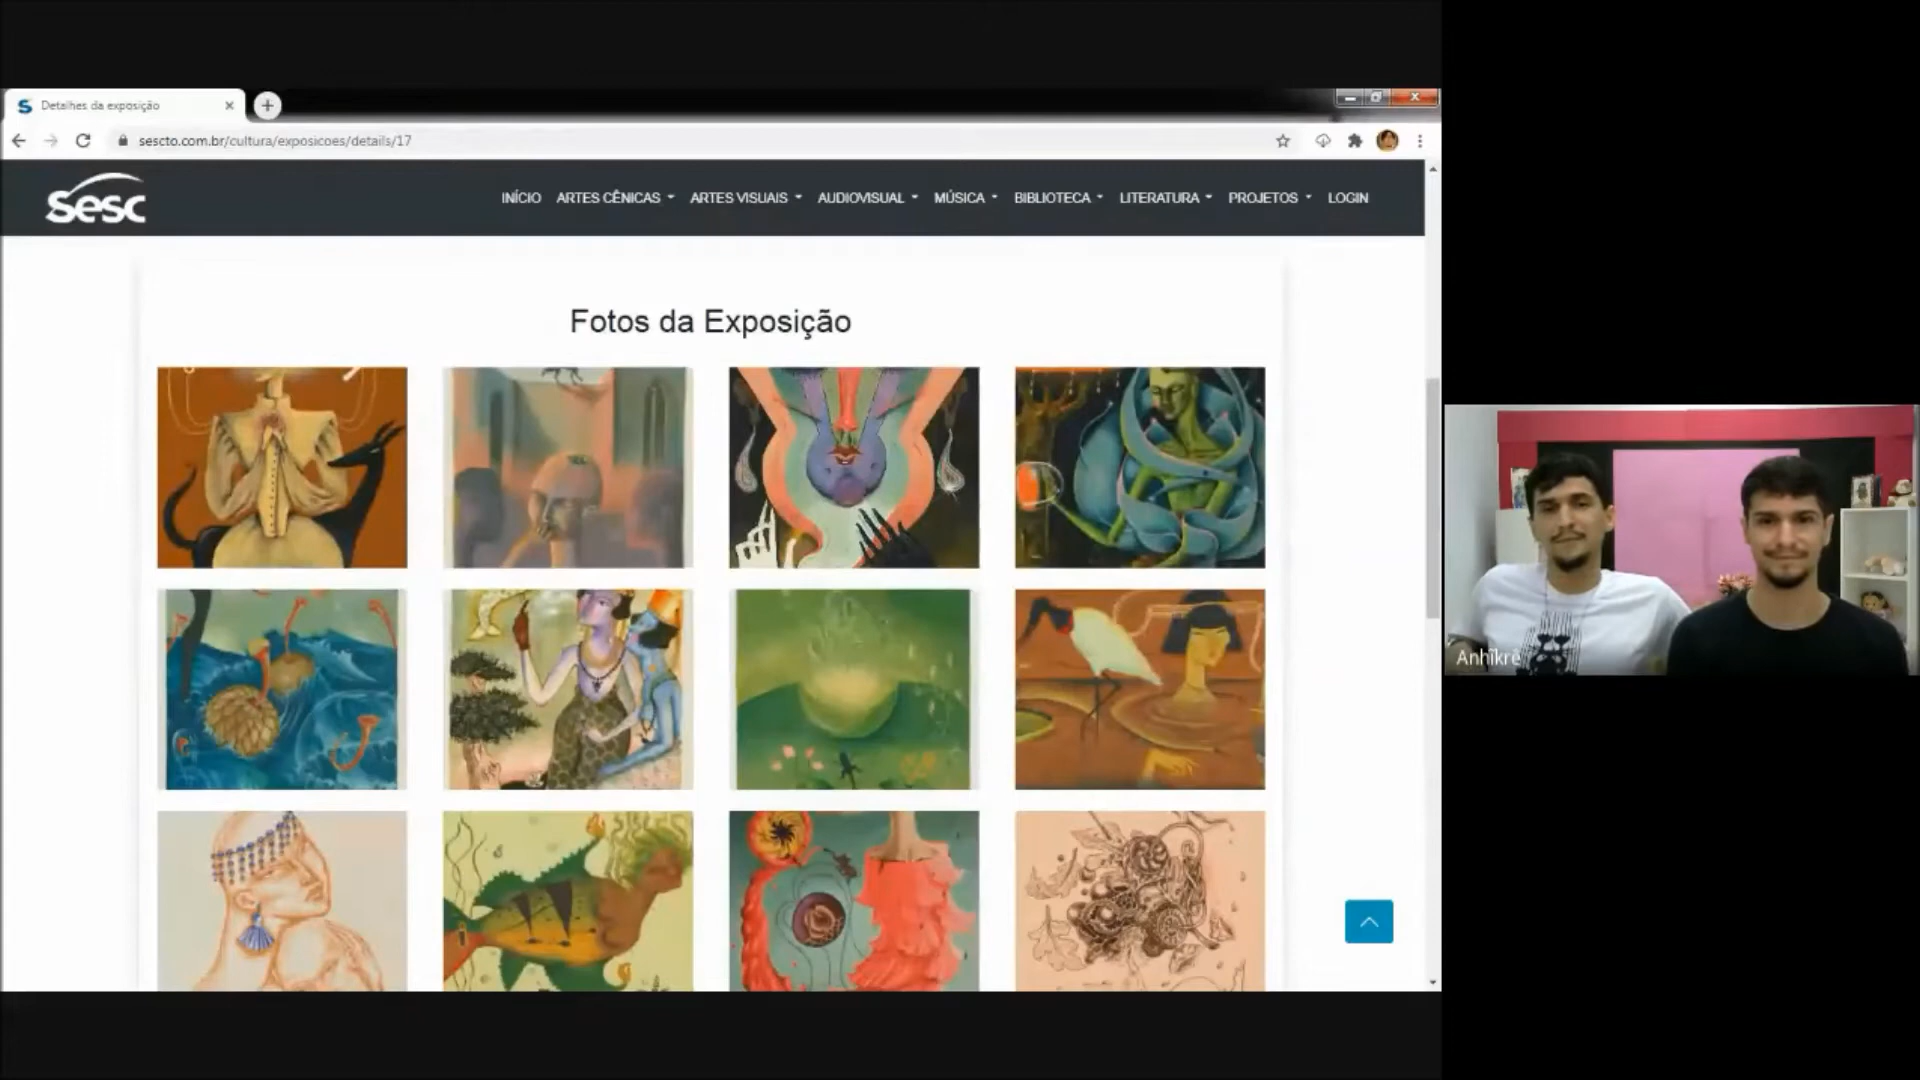 Detalhes da exposição
sescto.com.br/cultura/exposicoes/details/17
Sesc
INÍCIO ARTES CÊNICAS ARTES VISUAIS AUDIOVISUAL MÚSICA BIBLIOTECA LITERATURA PROJETOS LOGIN
Fotos da Exposição
Anhîkrê